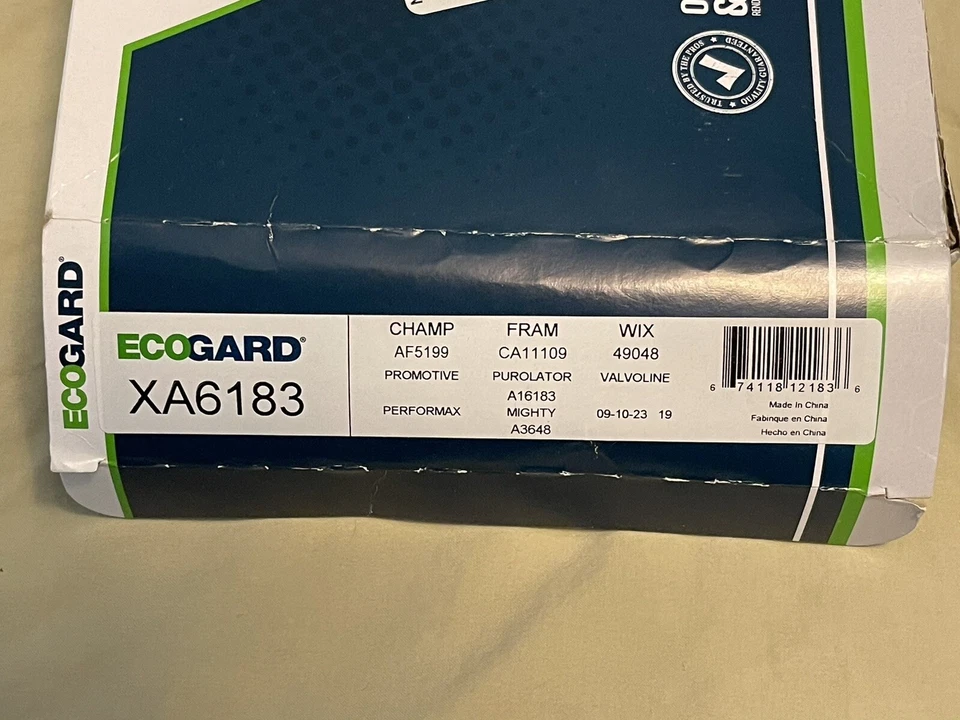 TRUSTED BY THE PROS ★ QUALITY GUARANTEED ★
ECOGARD®
ECOGARD®
XA6183
CHAMP FRAM WIX
AF5199 CA11109 49048
PROMOTIVE PUROLATOR VALVOLINE
A16183
PERFORMAX MIGHTY 09-10-23 19
A3648
6 74118 12183 6
Made In China
Fabrique en China
Hecho en China